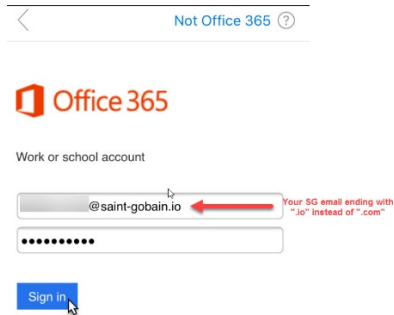 Not Office 365 ?
Office 365
Work or school account
@saint-gobain.io
Your SG email ending with
".io" instead of ".com"
●●●●●●●●●●
Sign in